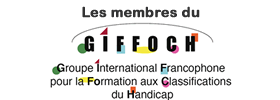 Les membres du
GIFFOCH
Groupe International Francophone
pour la Formation aux Classifications
du Handicap